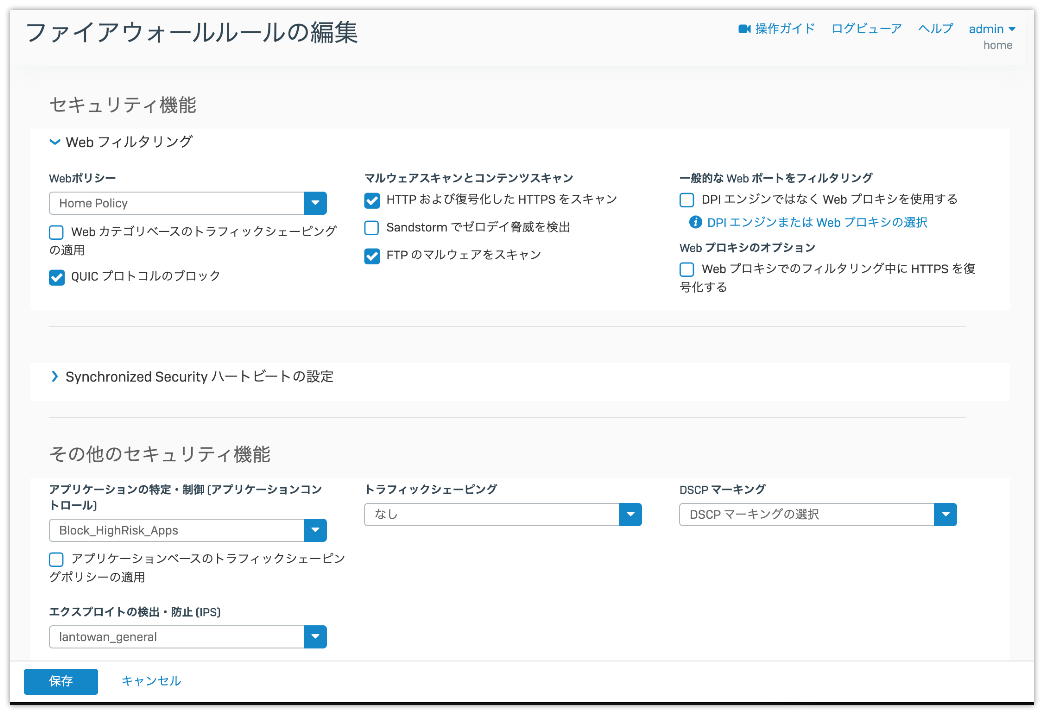 ファイアウォールルールの編集
操作ガイド ログビューア ヘルプ admin
home
セキュリティ機能
Web フィルタリング
Webポリシー
Home Policy
Web カテゴリベースのトラフィックシェーピング
の適用
QUIC プロトコルのブロック
マルウェアスキャンとコンテンツスキャン
HTTP および復号化した HTTPS をスキャン
Sandstorm でゼロデイ脅威を検出
FTP のマルウェアをスキャン
一般的な Web ポートをフィルタリング
DPI エンジンではなく Web プロキシを使用する
DPI エンジンまたは Web プロキシの選択
Web プロキシのオプション
Web プロキシでのフィルタリング中に HTTPS を復
号化する
Synchronized Security ハートビートの設定
その他のセキュリティ機能
アプリケーションの特定・制御 (アプリケーションコン
トロール)
Block_HighRisk_Apps
アプリケーションベースのトラフィックシェーピン
グポリシーの適用
エクスプロイトの検出・防止 (IPS)
lantowan_general
トラフィックシェーピング
なし
DSCP マーキング
DSCP マーキングの選択
保存 キャンセル